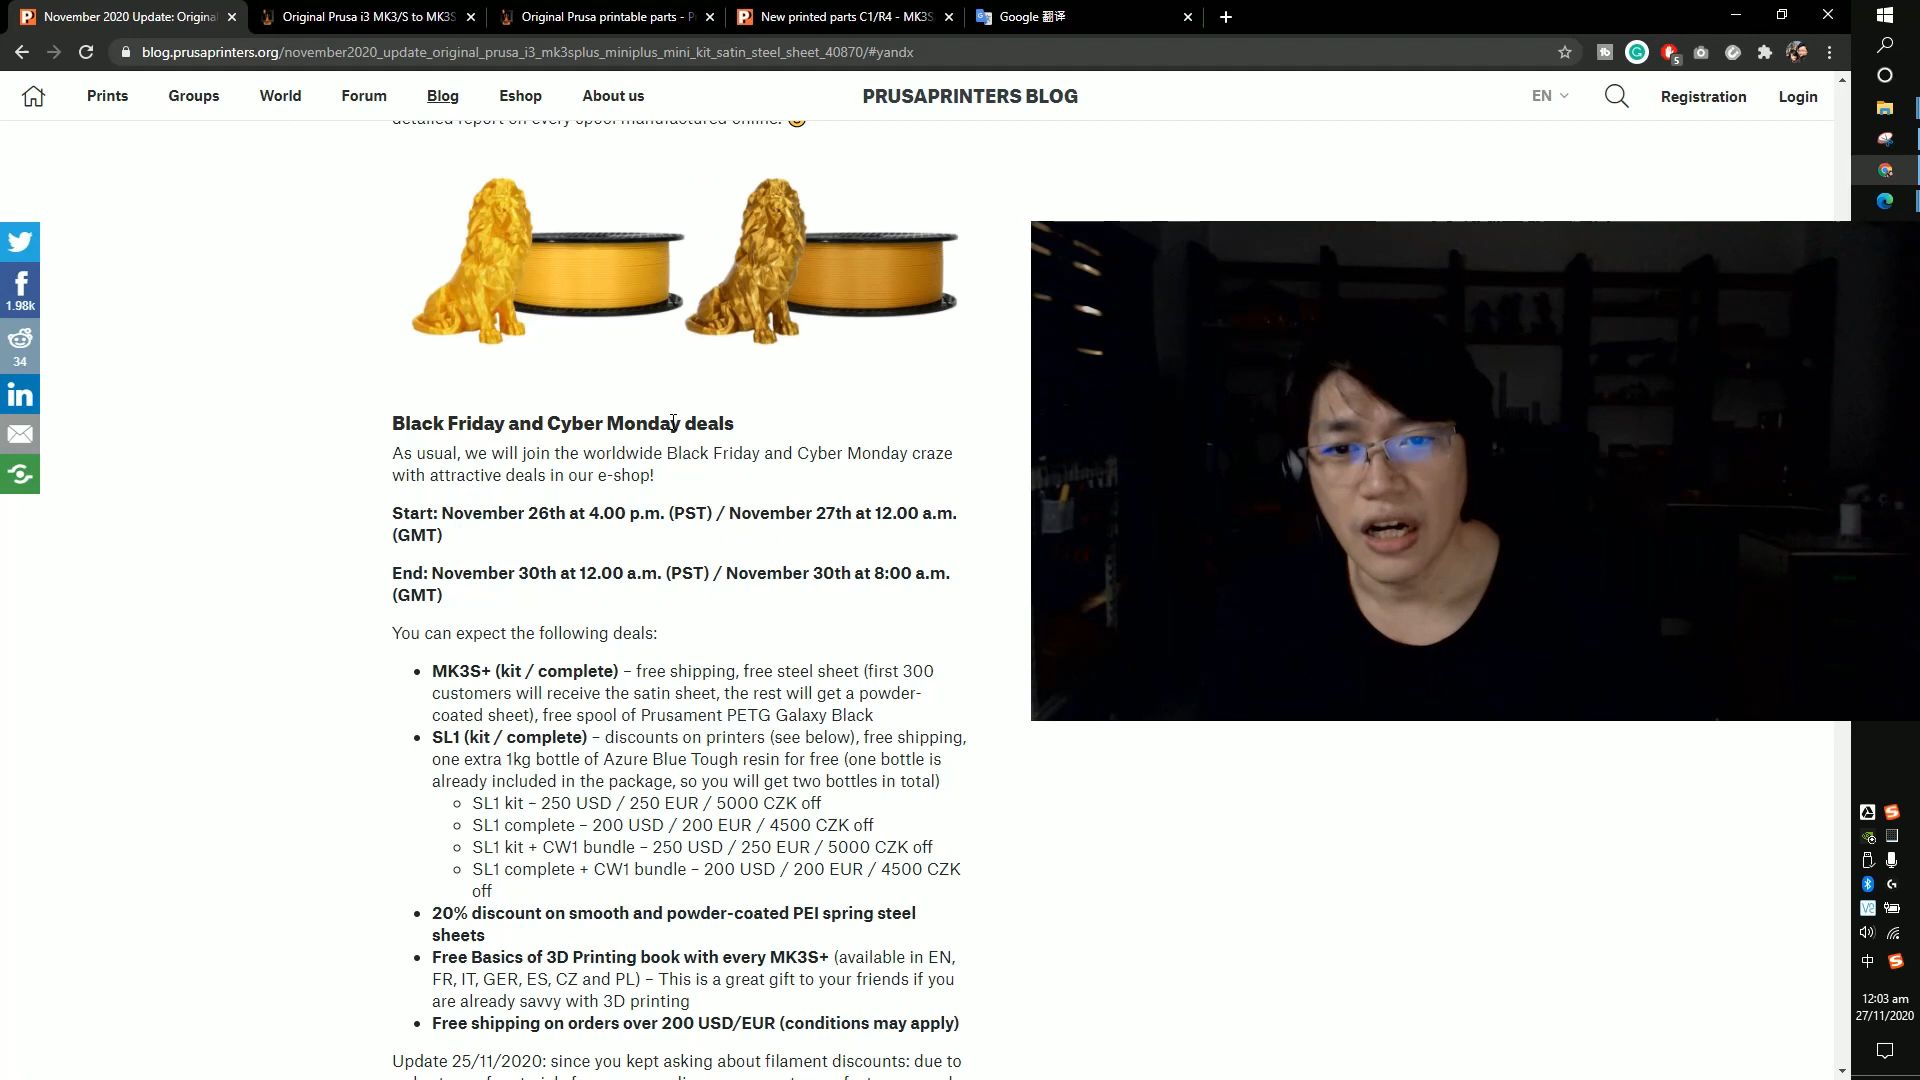 November 2020 Update: Original
Original Prusa i3 MK3/S to MK3S
Original Prusa printable parts - P
New printed parts C1/R4 - MK3S
Google 翻译
blog.prusaprinters.org/november2020_update_original_prusa_i3_mk3splus_miniplus_mini_kit_satin_steel_sheet_40870/#yandx
5
Prints
Groups
World
Forum
Blog
Eshop
About us
PRUSAPRINTERS BLOG
EN
Registration
Login
detailed report on every spool manufactured online.
1.98k
34
Black Friday and Cyber Monday deals
As usual, we will join the worldwide Black Friday and Cyber Monday craze
with attractive deals in our e-shop!
Start: November 26th at 4.00 p.m. (PST) / November 27th at 12.00 a.m.
(GMT)
End: November 30th at 12.00 a.m. (PST) / November 30th at 8:00 a.m.
(GMT)
You can expect the following deals:
• MK3S+ (kit / complete) – free shipping, free steel sheet (first 300
customers will receive the satin sheet, the rest will get a powder-
coated sheet), free spool of Prusament PETG Galaxy Black
• SL1 (kit / complete) – discounts on printers (see below), free shipping,
one extra 1kg bottle of Azure Blue Tough resin for free (one bottle is
already included in the package, so you will get two bottles in total)
SL1 kit – 250 USD / 250 EUR / 5000 CZK off
SL1 complete – 200 USD / 200 EUR / 4500 CZK off
SL1 kit + CW1 bundle – 250 USD / 250 EUR / 5000 CZK off
SL1 complete + CW1 bundle – 200 USD / 200 EUR / 4500 CZK
off
• 20% discount on smooth and powder-coated PEI spring steel
sheets
• Free Basics of 3D Printing book with every MK3S+ (available in EN,
FR, IT, GER, ES, CZ and PL) – This is a great gift to your friends if you
are already savvy with 3D printing
• Free shipping on orders over 200 USD/EUR (conditions may apply)
Update 25/11/2020: since you kept asking about filament discounts: due to
中
12:03 am
27/11/2020